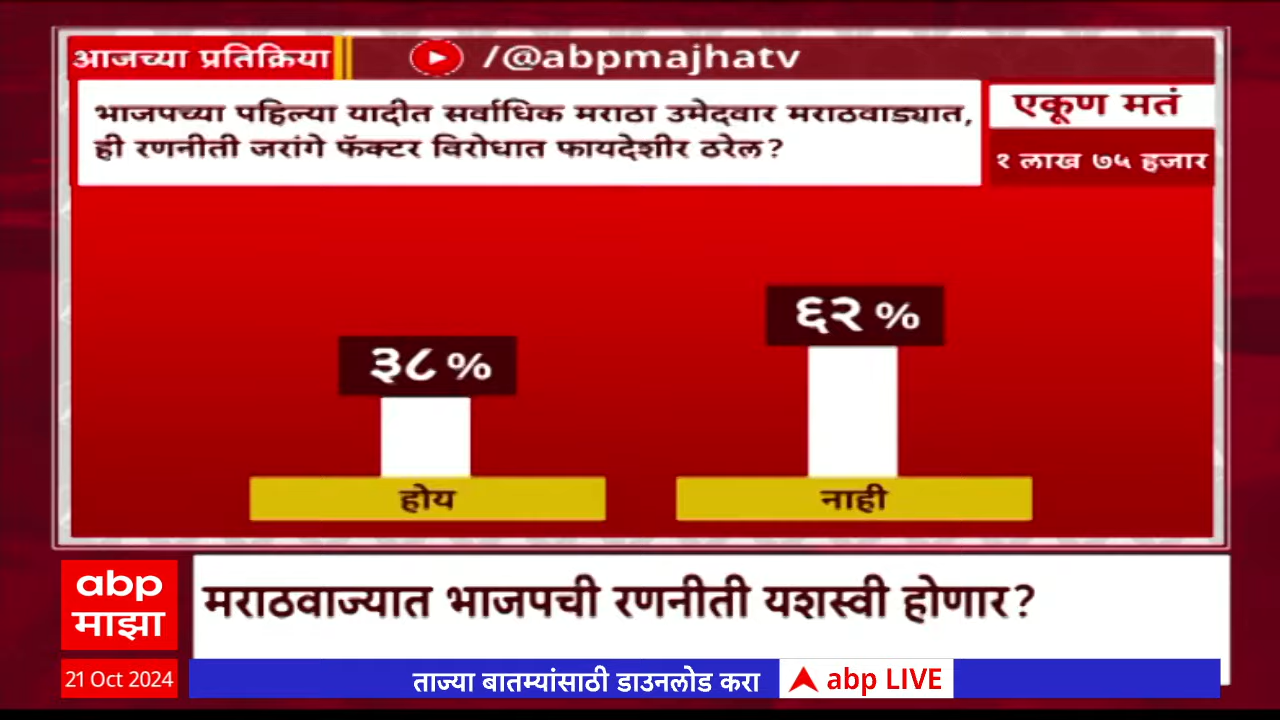 आजच्या प्रतिक्रिया
/@abpmajhatv
भाजपच्या पहिल्या यादीत सर्वाधिक मराठा उमेदवार मराठवाड्यात,
ही रणनीती जरांगे फॅक्टर विरोधात फायदेशीर ठरेल?
एकूण मतं
१ लाख ७५ हजार
३८ %
६२ %
होय
नाही
abp
माझा
मराठवाज्यात भाजपची रणनीती यशस्वी होणार?
21 Oct 2024
ताज्या बातम्यांसाठी डाउनलोड करा
abp LIVE